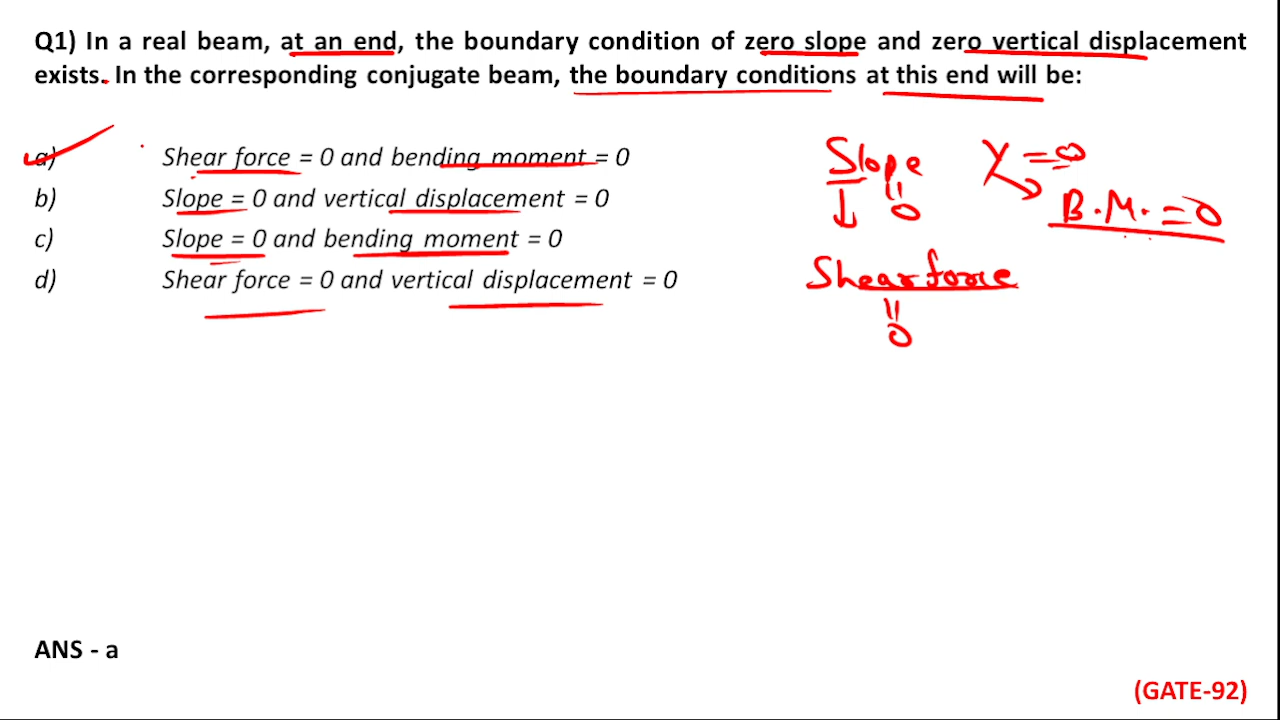 Q1) In a real beam, at an end, the boundary condition of zero slope and zero vertical displacement
exists. In the corresponding conjugate beam, the boundary conditions at this end will be:
a) Shear force = 0 and bending moment = 0
b) Slope = 0 and vertical displacement = 0
c) Slope = 0 and bending moment = 0
d) Shear force = 0 and vertical displacement = 0
Slope
=
0
Y = 0
B.M. = 0
Shear force
=
0
ANS - a
(GATE-92)